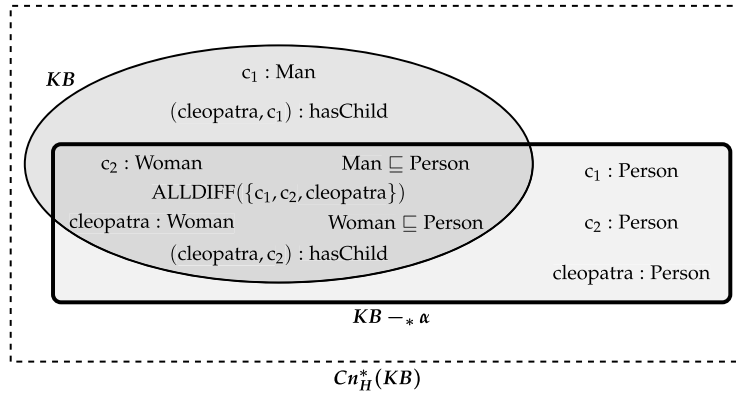 KB
c₁ : Man
(cleopatra, c₁) : hasChild
c₂ : Woman
Man ⊑ Person
ALLDIFF({c₁, c₂, cleopatra})
cleopatra : Woman
Woman ⊑ Person
(cleopatra, c₂) : hasChild
c₁ : Person
c₂ : Person
cleopatra : Person
KB −∗ α
Cn*_H(KB)